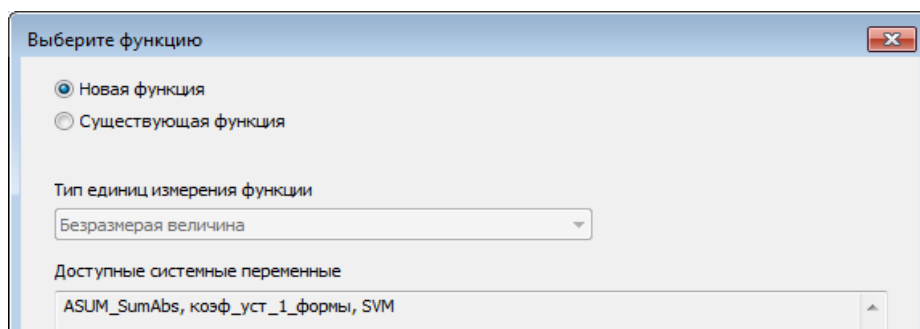 Выберите функцию
Новая функция
Существующая функция
Тип единиц измерения функции
Безразмерая величина
Доступные системные переменные
ASUM_SumAbs, коэф_уст_1_формы, SVM